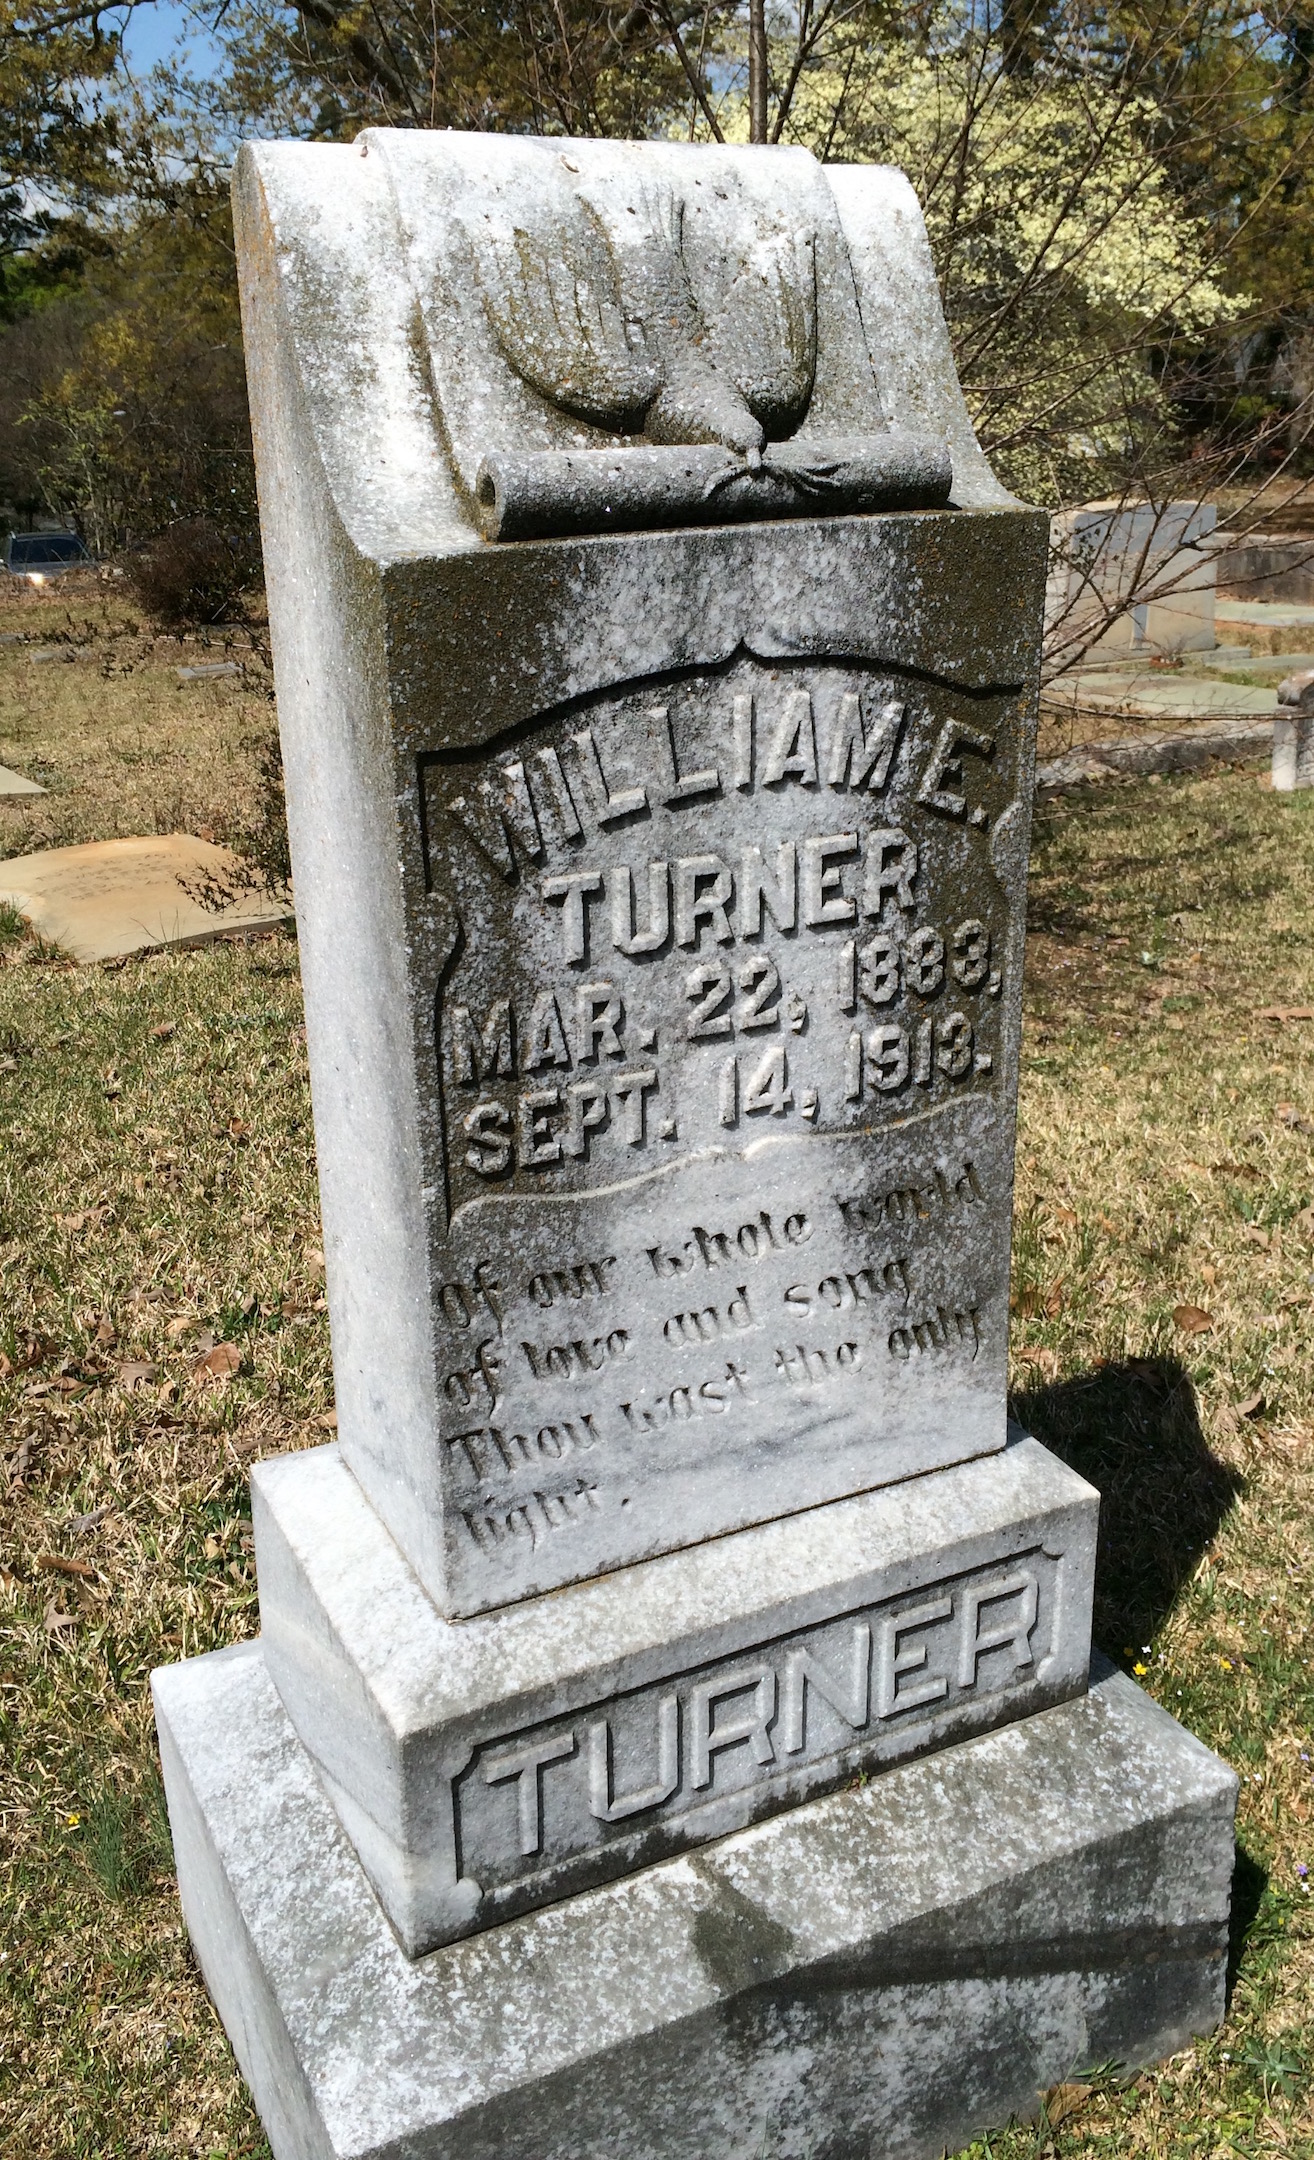 WILLIAM E.
TURNER
MAR. 22, 1883,
SEPT. 14, 1913.
Of our whole world
of love and song
Thou wast the only
light.
TURNER